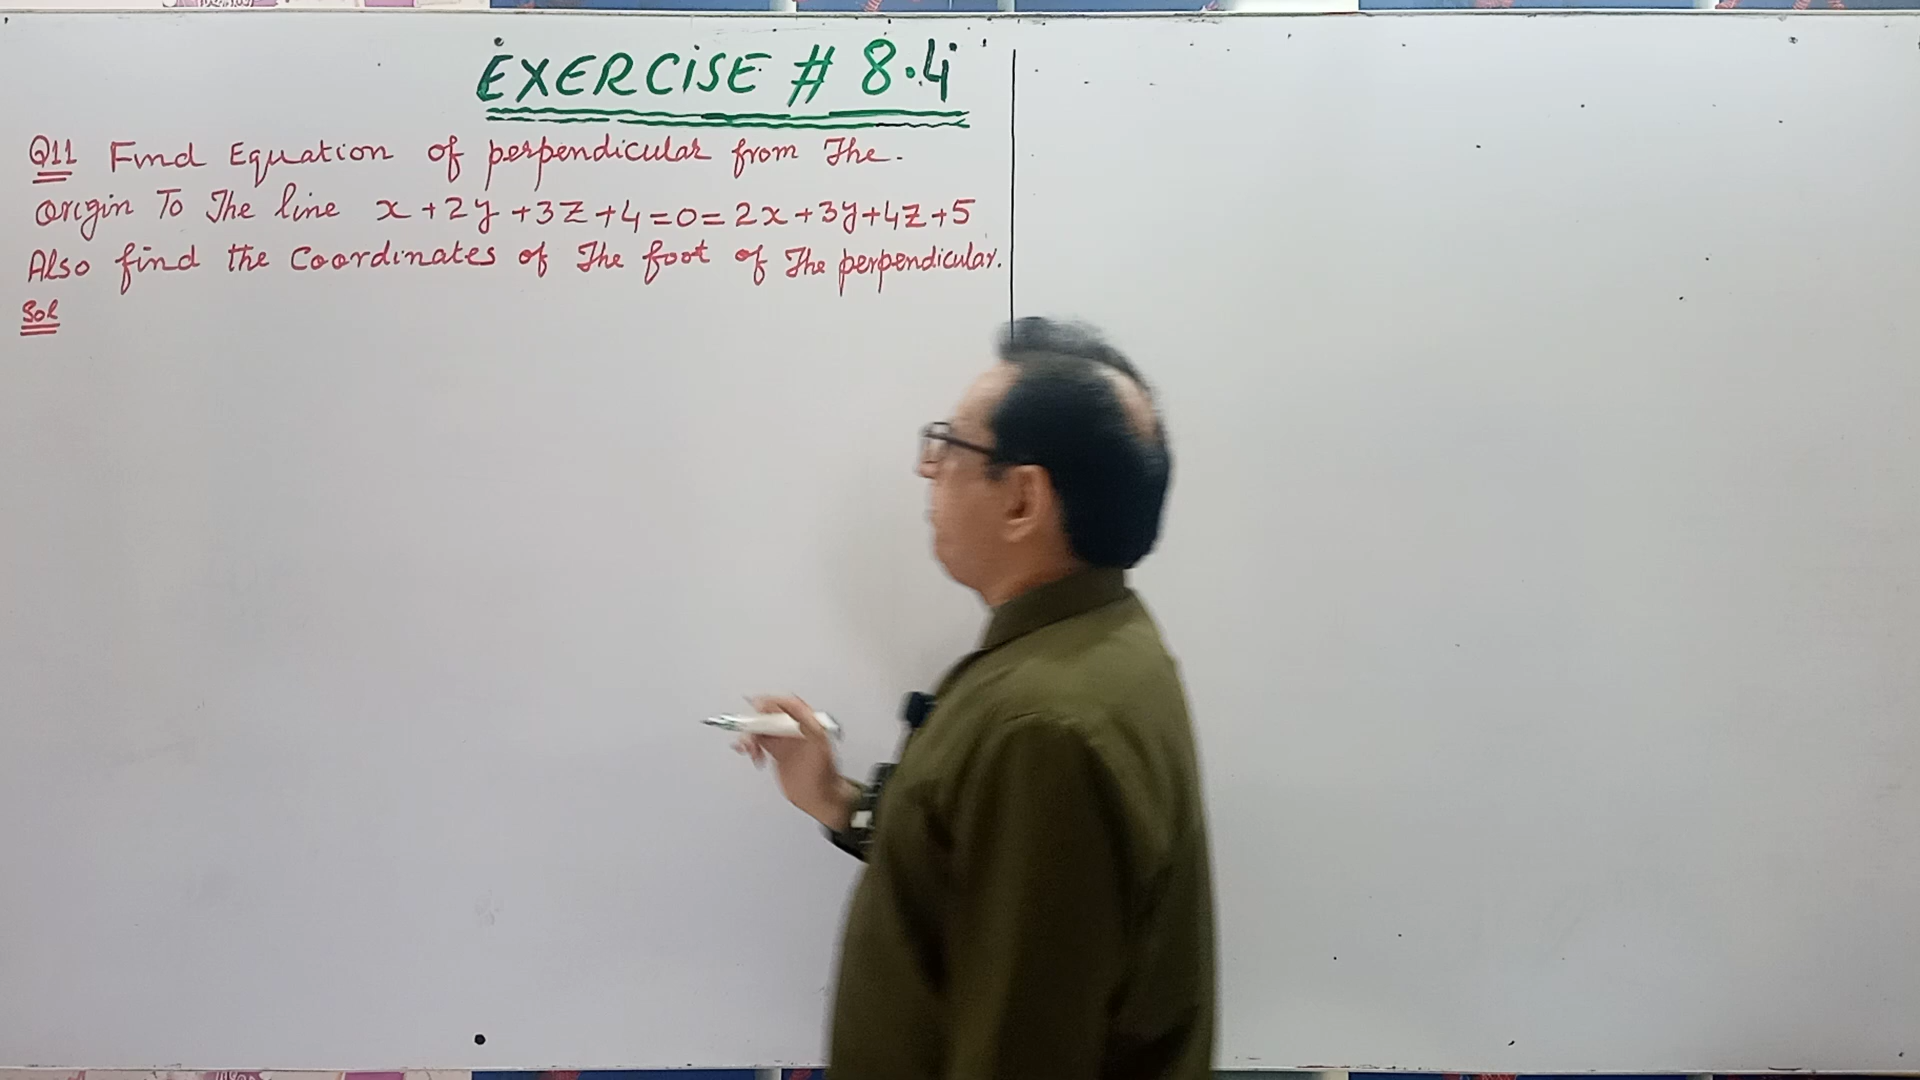 EXERCISE # 8.4
Q11 Find Equation of perpendicular from The
origin To The line x+2y+3z+4=0=2x+3y+4z+5
Also find the Coordinates of The foot of The perpendicular.
Sol